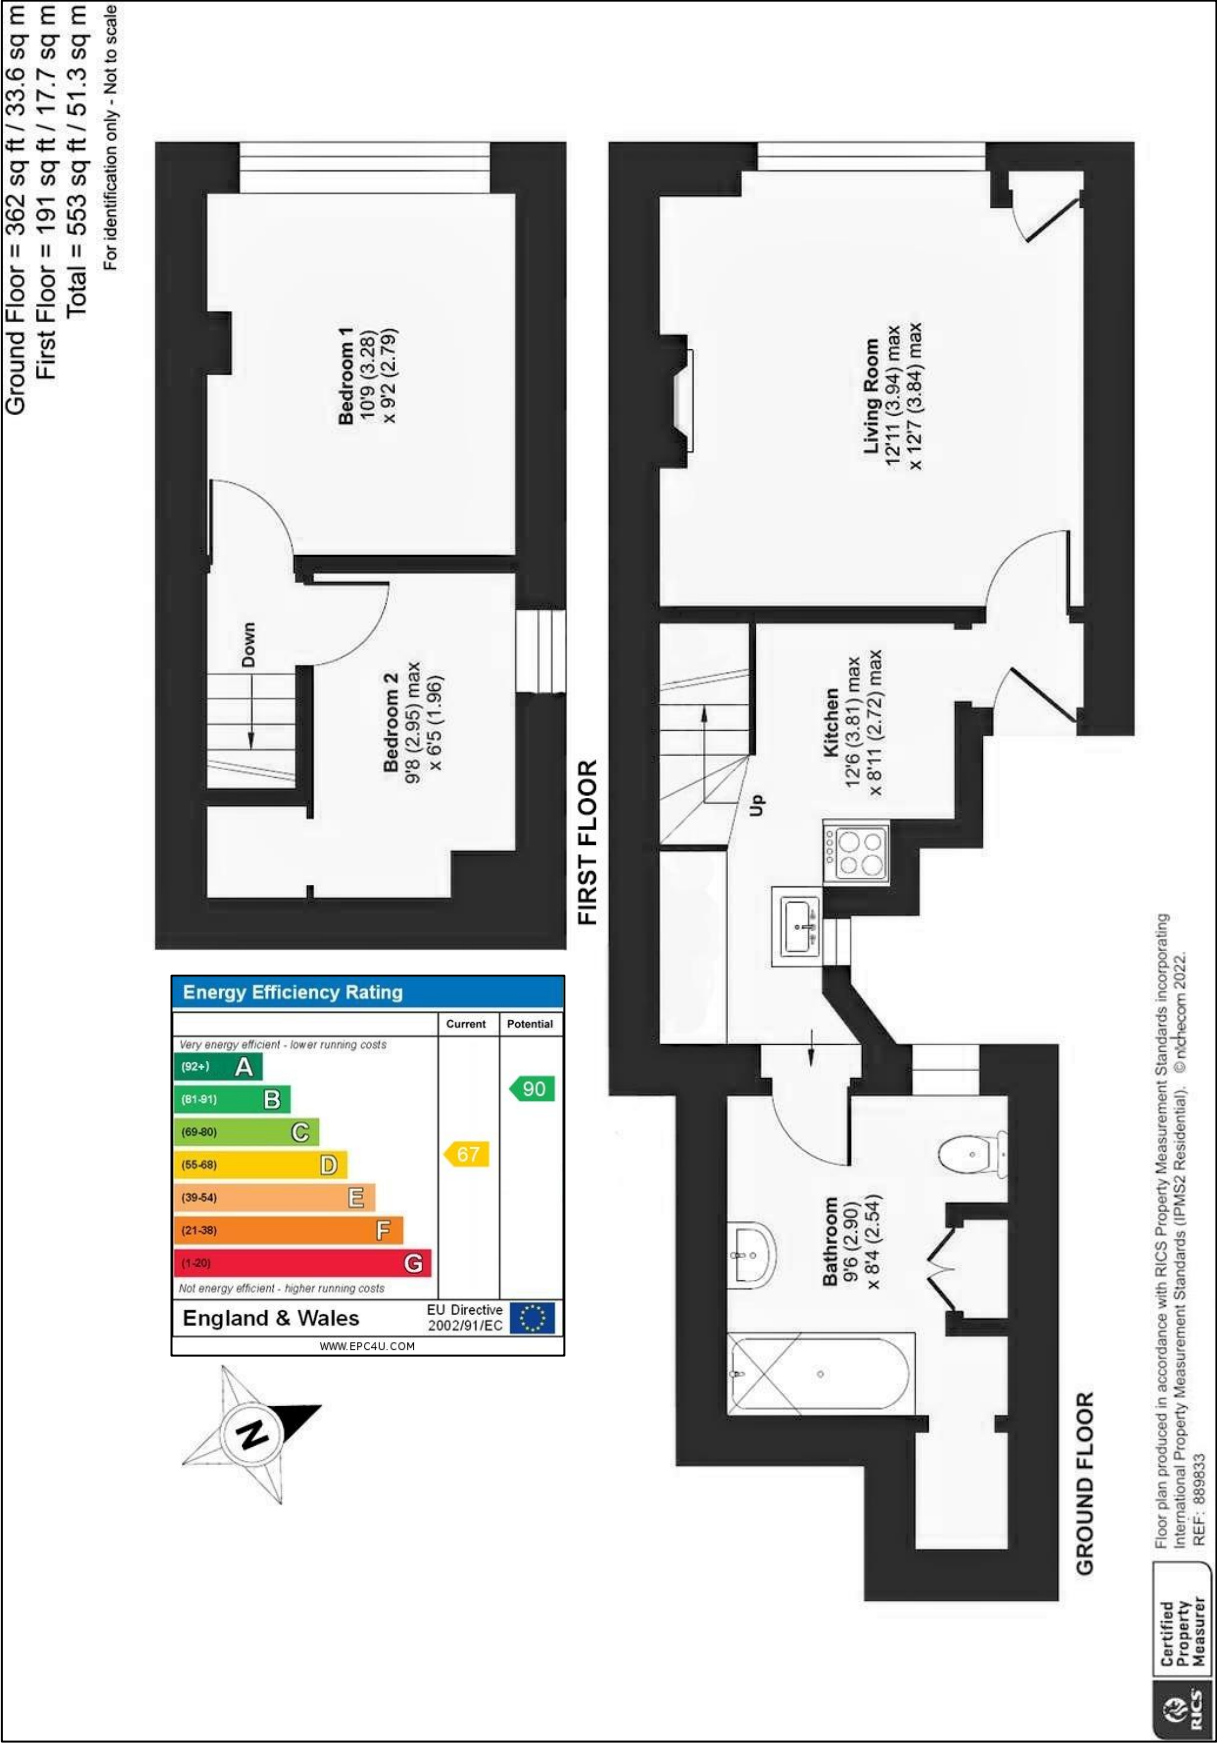 Ground Floor = 362 sq ft / 33.6 sq m
First Floor = 191 sq ft / 17.7 sq m
Total = 553 sq ft / 51.3 sq m
For identification only - Not to scale
Bedroom 1
10'9 (3.28)
x 9'2 (2.79)
Down
Bedroom 2
9'8 (2.95) max
x 6'5 (1.96)
FIRST FLOOR
Living Room
12'11 (3.94) max
x 12'7 (3.84) max
Kitchen
12'6 (3.81) max
x 8'11 (2.72) max
Up
Bathroom
9'6 (2.90)
x 8'4 (2.54)
GROUND FLOOR
Energy Efficiency Rating
Current Potential
Very energy efficient - lower running costs
(92+) A
(81-91) B
(69-80) C
(55-68) D
(39-54) E
(21-38) F
(1-20) G
67
90
Not energy efficient - higher running costs
England & Wales
EU Directive
2002/91/EC
WWW.EPC4U.COM
N
Floor plan produced in accordance with RICS Property Measurement Standards incorporating
International Property Measurement Standards (IPMS2 Residential). © nichecom 2022.
REF: 889833
Certified
Property
Measurer
RICS